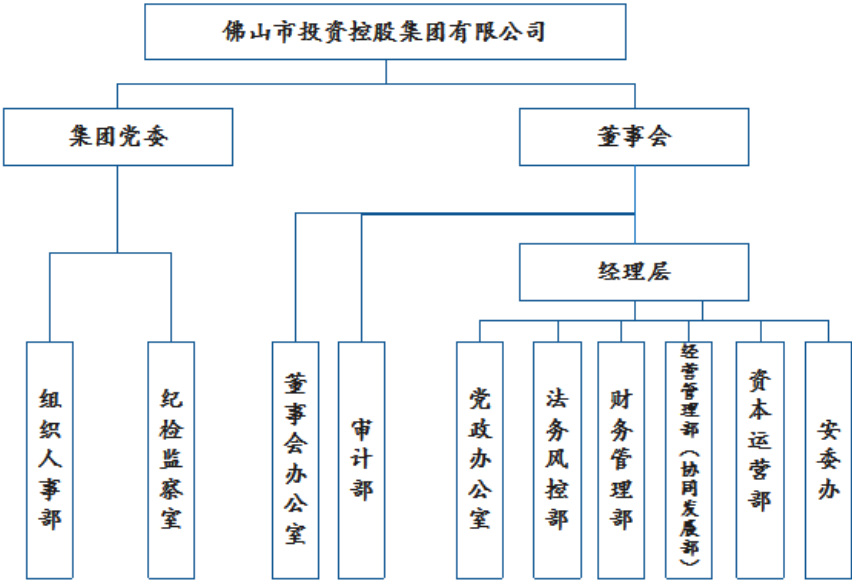 佛山市投资控股集团有限公司
集团党委
董事会
经理层
组织人事部
纪检监察室
董事会办公室
审计部
党政办公室
法务风控部
财务管理部
经营管理部（协同发展部）
资本运营部
安委办